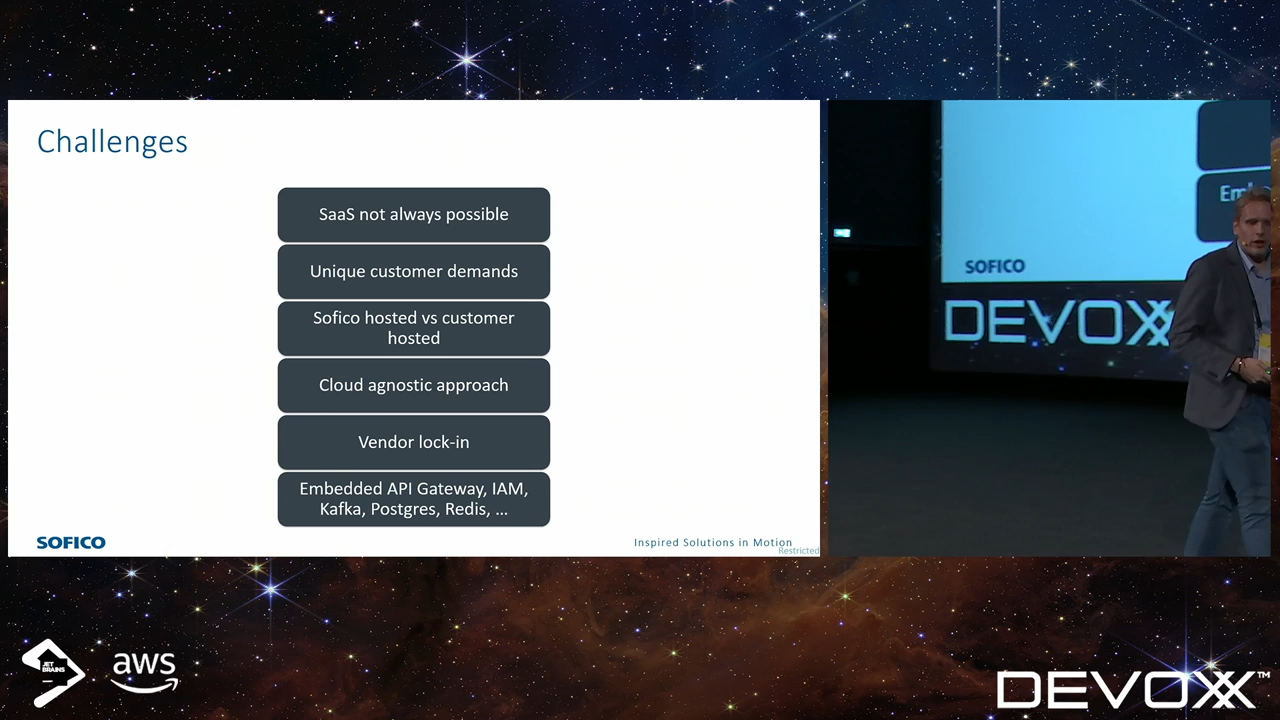 Challenges
SaaS not always possible
Unique customer demands
Sofico hosted vs customer
hosted
Cloud agnostic approach
Vendor lock-in
Embedded API Gateway, IAM,
Kafka, Postgres, Redis, ...
SOFICO
Inspired Solutions in Motion
Restricted
SOFICO
DEVOXX
JET
BRAINS
aws
DEVOXX™